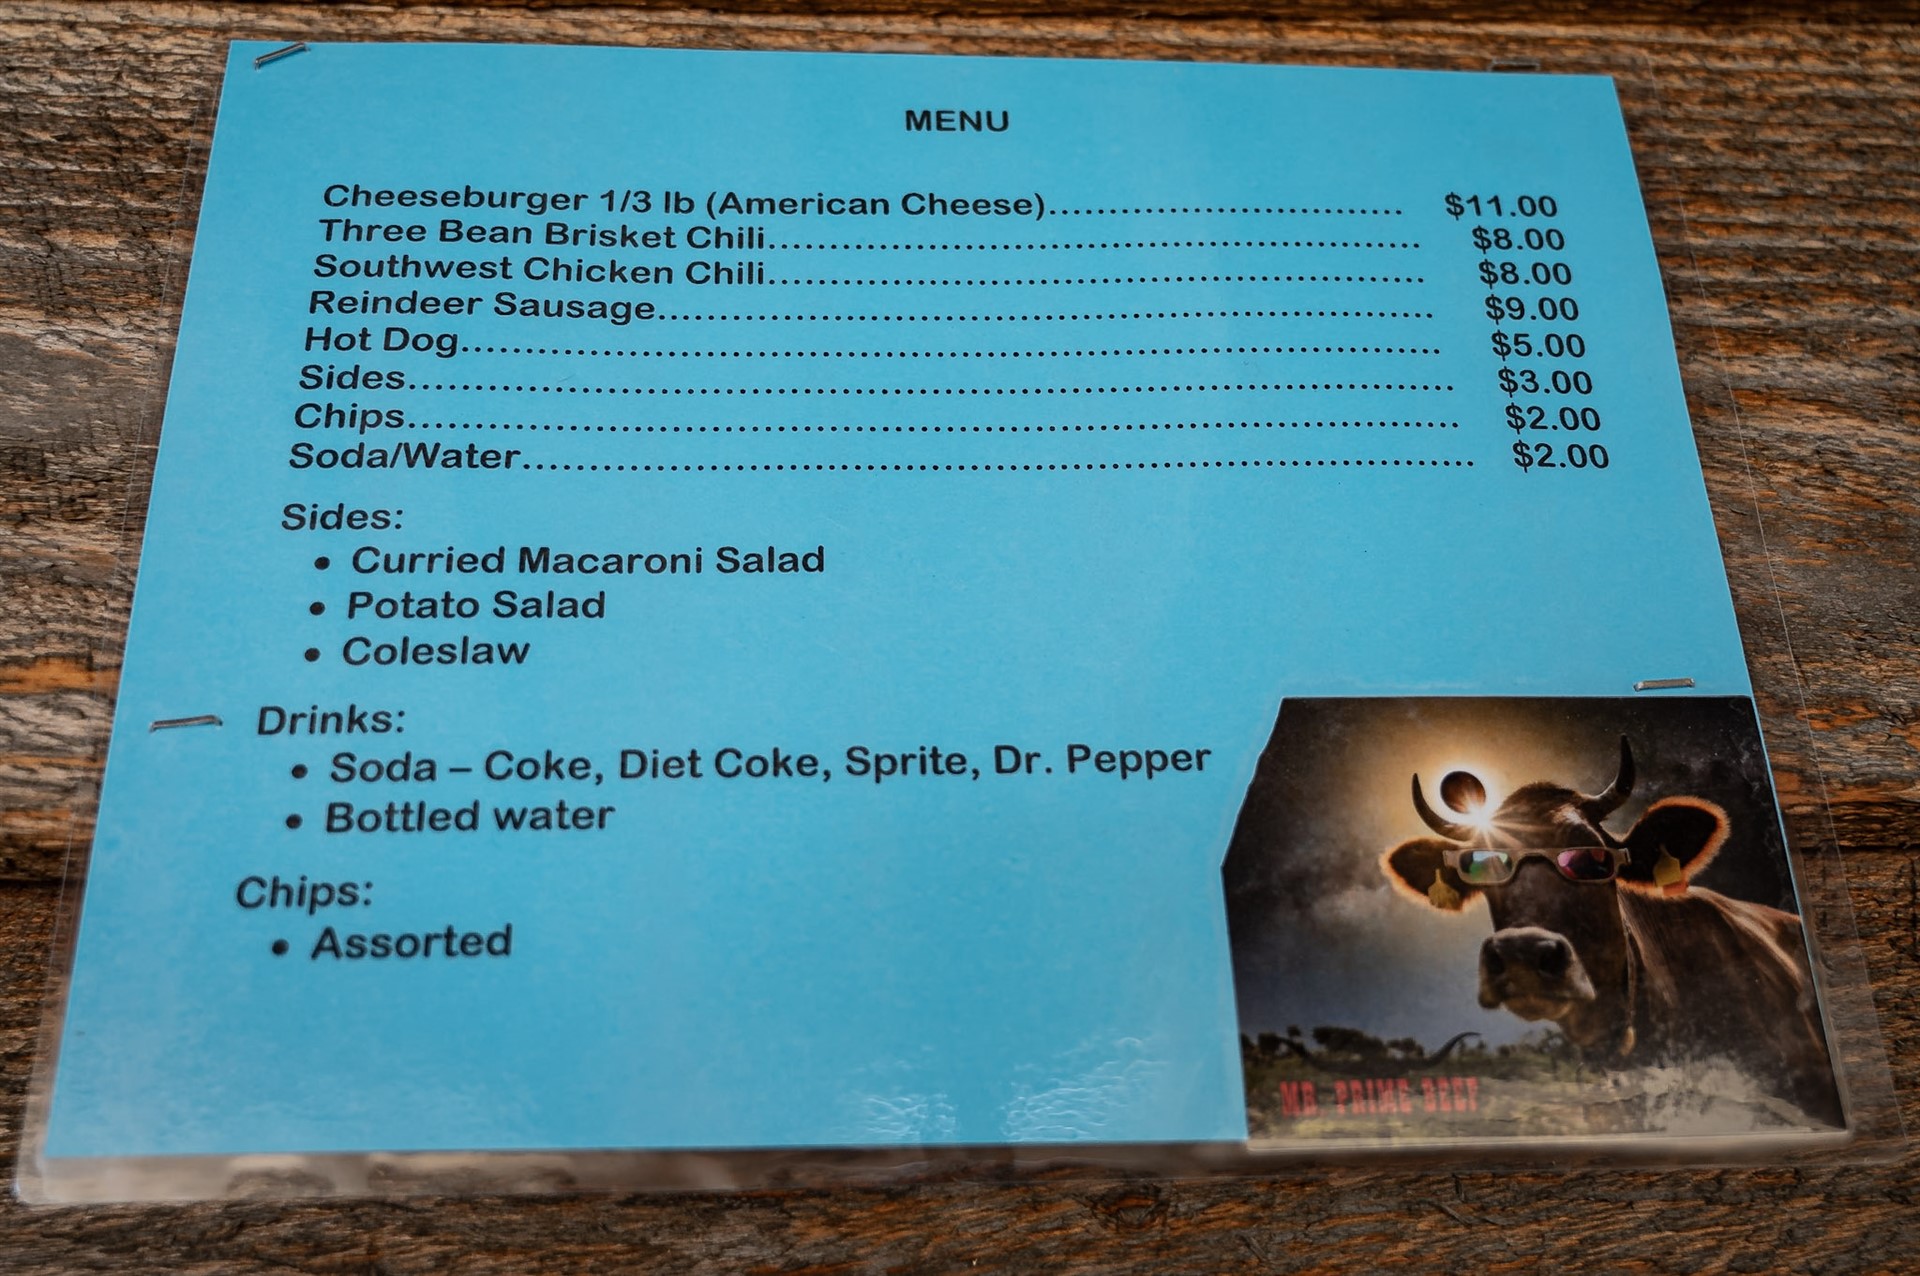 MENU
Cheeseburger 1/3 lb (American Cheese)................................ $11.00
Three Bean Brisket Chili........................................................ $8.00
Southwest Chicken Chili........................................................ $8.00
Reindeer Sausage................................................................. $9.00
Hot Dog................................................................................. $5.00
Sides...................................................................................... $3.00
Chips...................................................................................... $2.00
Soda/Water............................................................................ $2.00
Sides:
• Curried Macaroni Salad
• Potato Salad
• Coleslaw
Drinks:
• Soda – Coke, Diet Coke, Sprite, Dr. Pepper
• Bottled water
Chips:
• Assorted
MR. PRIME BEEF